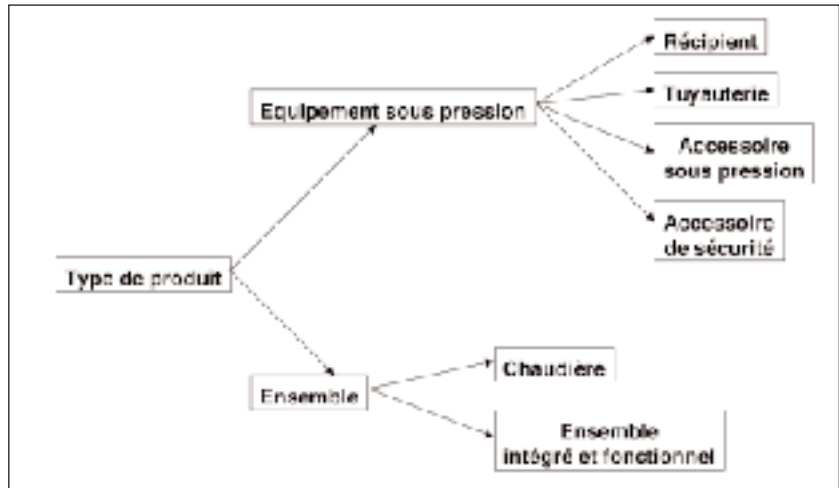 Récipient
Tuyauterie
Equipement sous pression
Accessoire
sous pression
Accessoire
de sécurité
Type de produit
Chaudière
Ensemble
Ensemble
intégré et fonctionnel